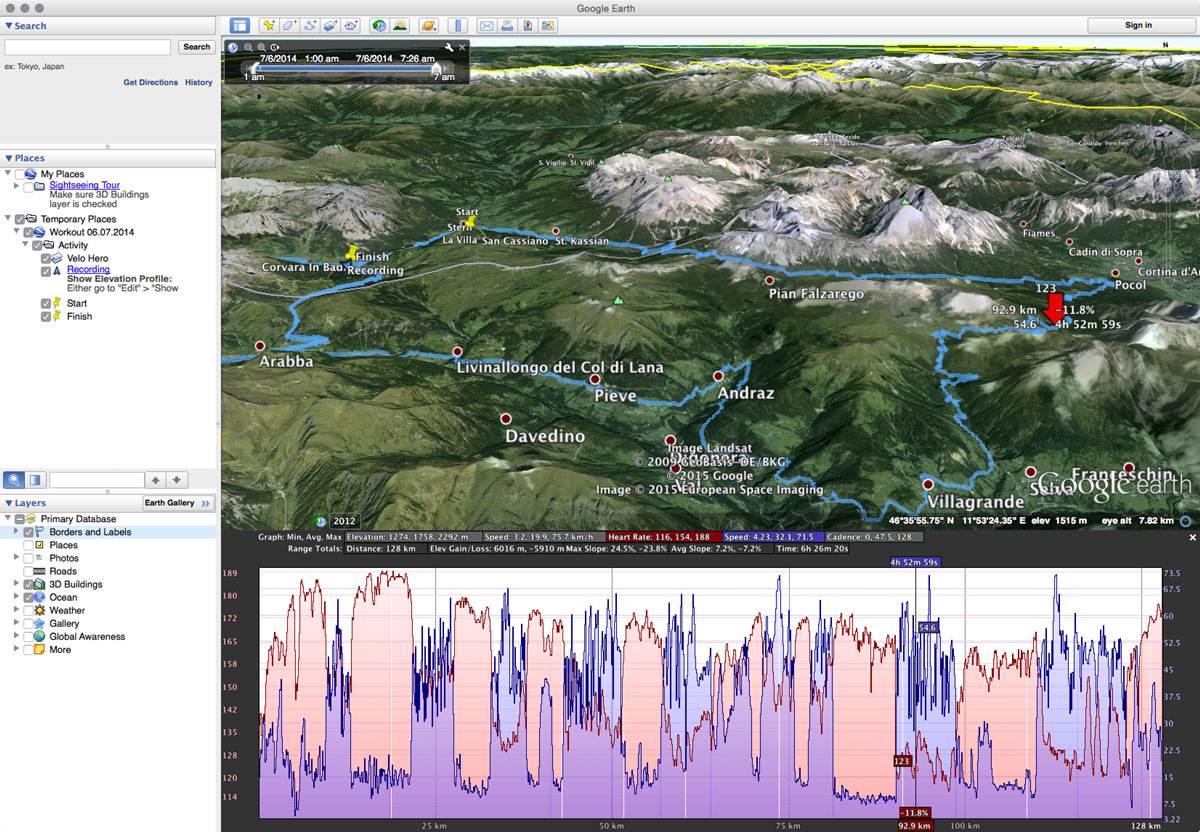 Google Earth
Search
Sign in
Search
ex: Tokyo, Japan
Get Directions History
Places
My Places
Sightseeing Tour
Make sure 3D Buildings
layer is checked
Temporary Places
Workout 06.07.2014
Activity
Velo Hero
Recording
Show Elevation Profile:
Either go to "Edit" > "Show
Start
Finish
Layers
Earth Gallery >>
Primary Database
Borders and Labels
Places
Photos
Roads
3D Buildings
Ocean
Weather
Gallery
Global Awareness
More
7/6/2014 1:00 am 7/6/2014 7:26 am
1 am 7 am
N
S. Vigilio St. Vigil
San Candido Innichen
Start
Stern
La Villa San Cassiano St. Kassian
Finish
Corvara In Bad
Recording
Fiames
Cadin di Sopra
Cortina d'A
Pocol
Pian Falzarego
123
92.9 km -11.8%
54.6 4h 52m 59s
Arabba
Livinallongo del Col di Lana
Pieve
Andraz
Davedino
Image Landsat
© 2009 GeoBasis-DE/BKG
© 2015 Google
Image © 2015 European Space Imaging
Villagrande
Selva
Franceschin
Google earth
2012
46°35'55.75" N 11°53'24.35" E elev 1515 m eye alt 7.82 km
Graph: Min, Avg, Max Elevation: 1274, 1758, 2292 m Speed: 3.2, 19.9, 75.7 km/h Heart Rate: 116, 154, 188 Speed: 4.23, 32.1, 71.5 Cadence: 0, 47.5, 128
Range Totals: Distance: 128 km Elev Gain/Loss: 6016 m, -5910 m Max Slope: 24.5%, -23.8% Avg Slope: 7.2%, -7.2% Time: 6h 26m 20s
4h 52m 59s
189 73.5
180 67.5
172 60
54.6
165 52.5
158 45
150 37.5
142 30
135 22.5
128
123
120 15
114 7.5
-11.8%
3.22
25 km 50 km 75 km 92.9 km 100 km 128 km